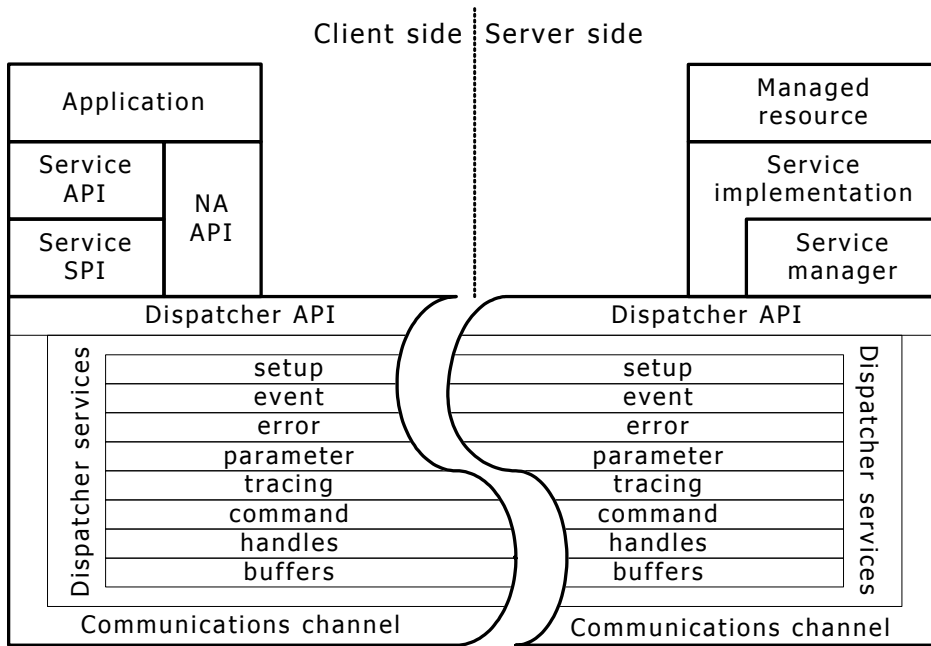 Client side
Server side
Application
Service
API
NA
API
Service
SPI
Managed
resource
Service
implementation
Service
manager
Dispatcher API
Dispatcher services
setup
event
error
parameter
tracing
command
handles
buffers
Communications channel
Dispatcher API
setup
event
error
parameter
tracing
command
handles
buffers
Dispatcher services
Communications channel